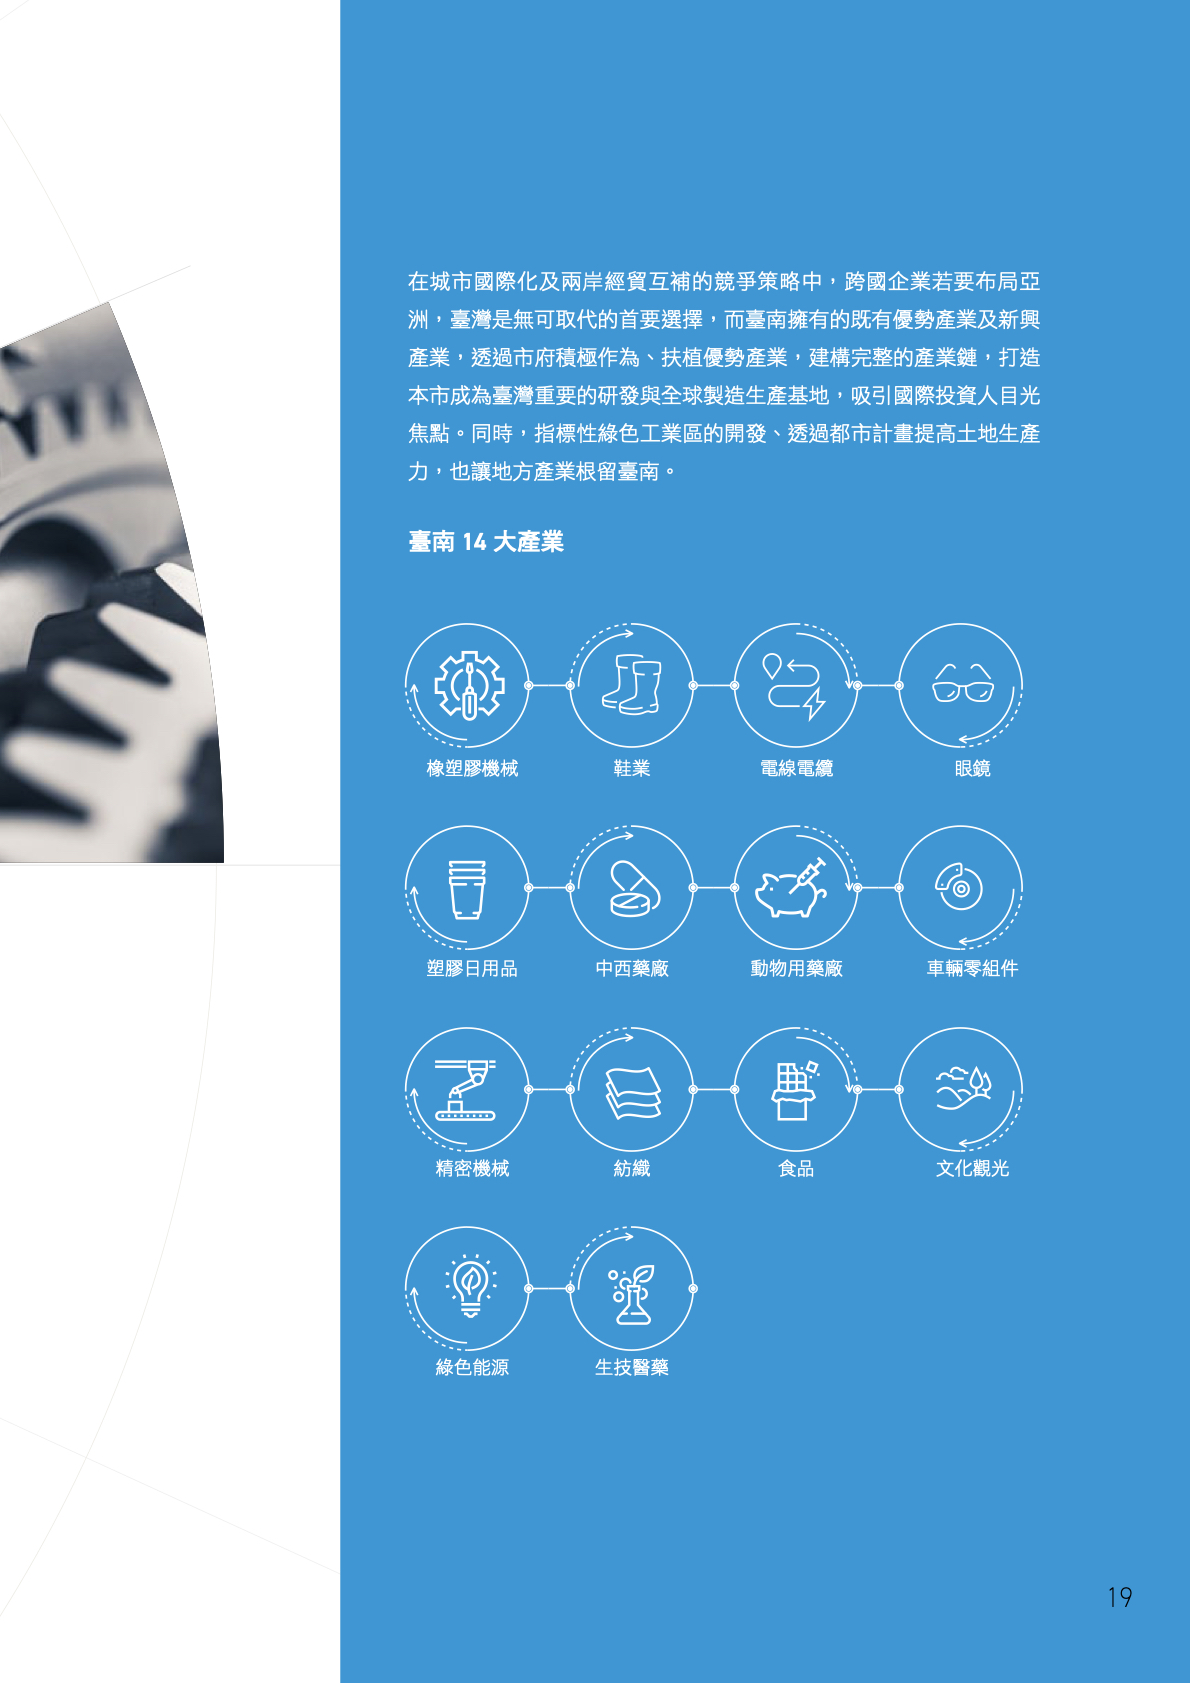 在城市國際化及兩岸經貿互補的競爭策略中，跨國企業若要布局亞
洲，臺灣是無可取代的首要選擇，而臺南擁有的既有優勢產業及新興
產業，透過市府積極作為、扶植優勢產業，建構完整的產業鏈，打造
本市成為臺灣重要的研發與全球製造生產基地，吸引國際投資人目光
焦點。同時，指標性綠色工業區的開發、透過都市計畫提高土地生產
力，也讓地方產業根留臺南。
臺南 14 大產業
橡塑膠機械 鞋業 電線電纜 眼鏡
塑膠日用品 中西藥廠 動物用藥廠 車輛零組件
精密機械 紡織 食品 文化觀光
綠色能源 生技醫藥
19